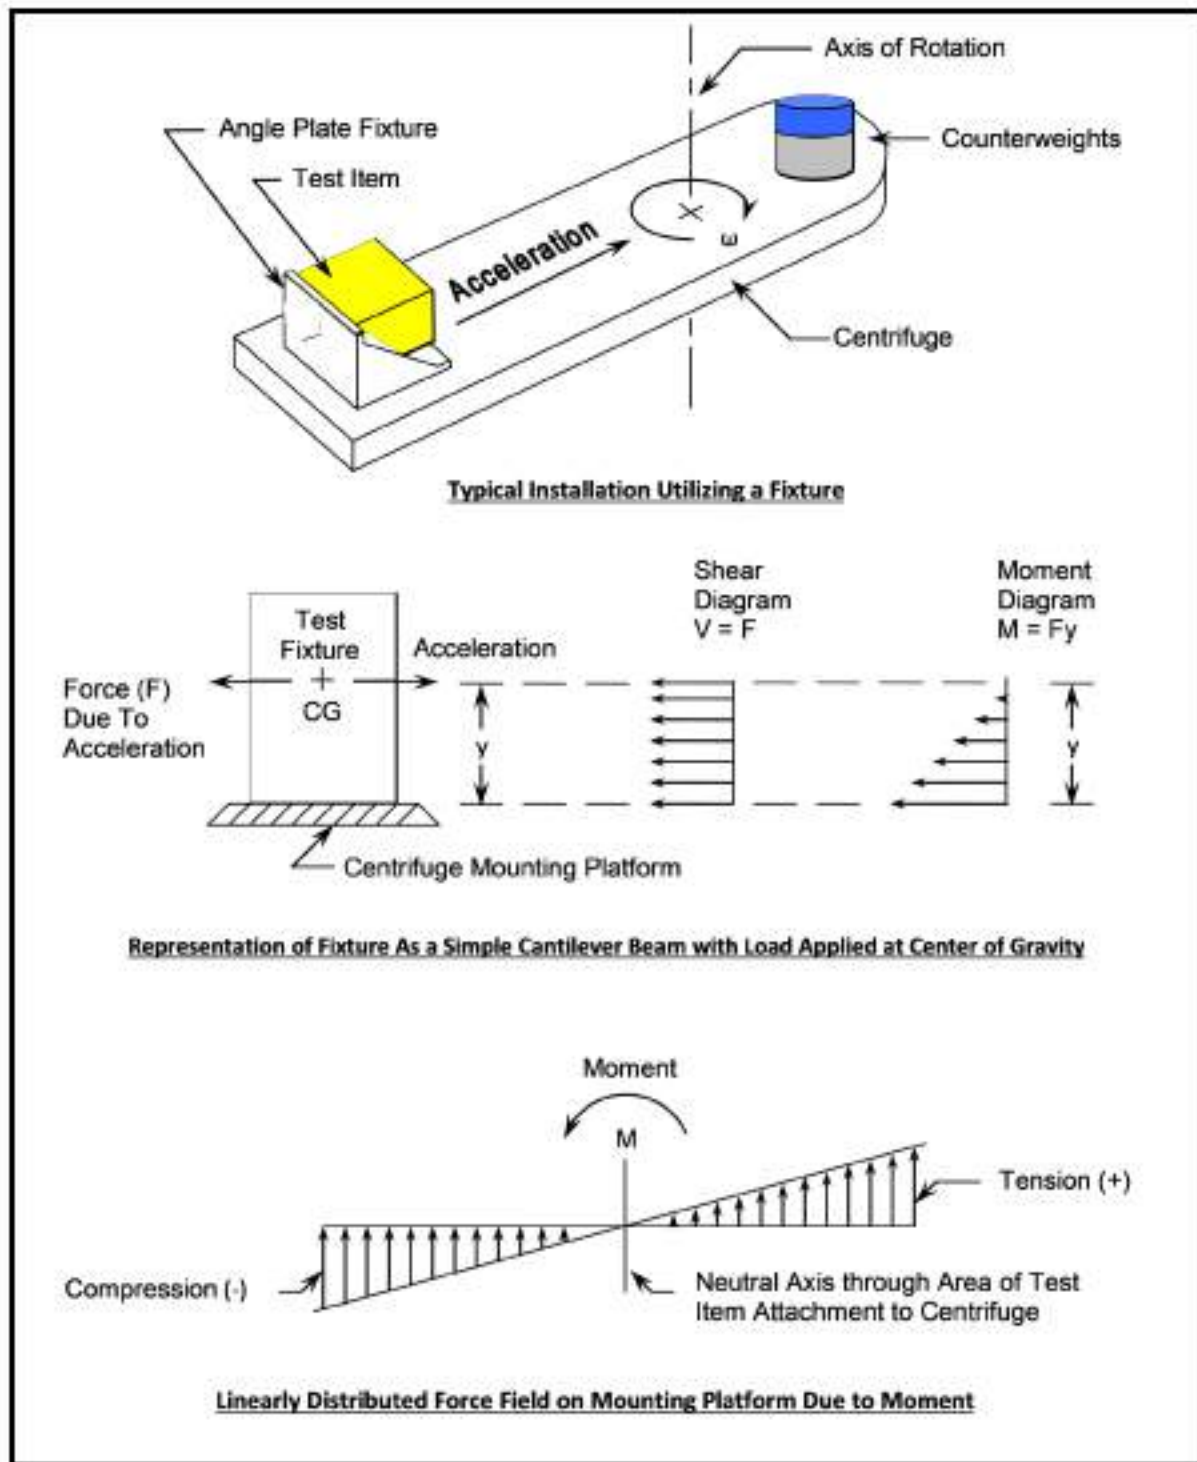 Axis of Rotation
Angle Plate Fixture
Counterweights
Test Item
Acceleration
ω
Centrifuge
Typical Installation Utilizing a Fixture
Shear
Diagram
V = F
Moment
Diagram
M = Fy
Test
Fixture
Acceleration
Force (F)
Due To
Acceleration
CG
y
y
Centrifuge Mounting Platform
Representation of Fixture As a Simple Cantilever Beam with Load Applied at Center of Gravity
Moment
M
Tension (+)
Compression (-)
Neutral Axis through Area of Test
Item Attachment to Centrifuge
Linearly Distributed Force Field on Mounting Platform Due to Moment